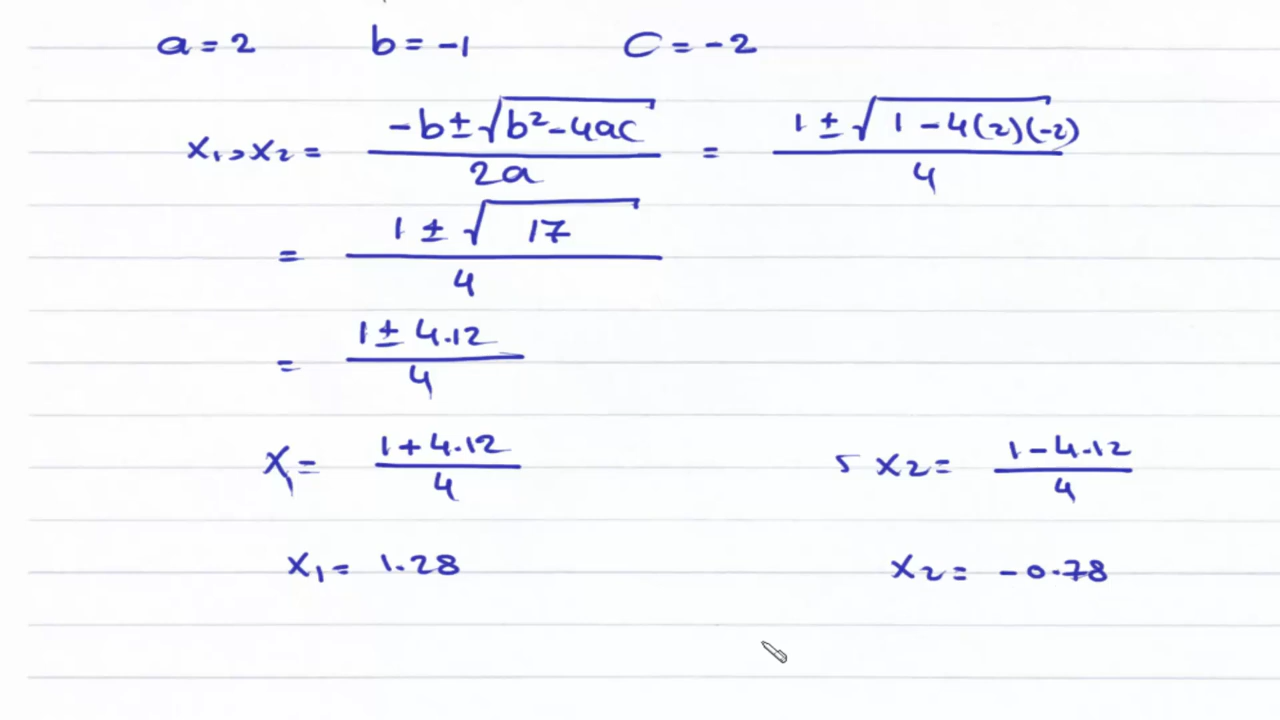 a = 2 b = -1 C = -2
x₁, x₂ = (-b ± √(b² - 4ac)) / 2a = (1 ± √(1 - 4(2)(-2))) / 4
= (1 ± √17) / 4
= (1 ± 4.12) / 4
x₁ = (1 + 4.12) / 4 , x₂ = (1 - 4.12) / 4
x₁ = 1.28 x₂ = -0.78